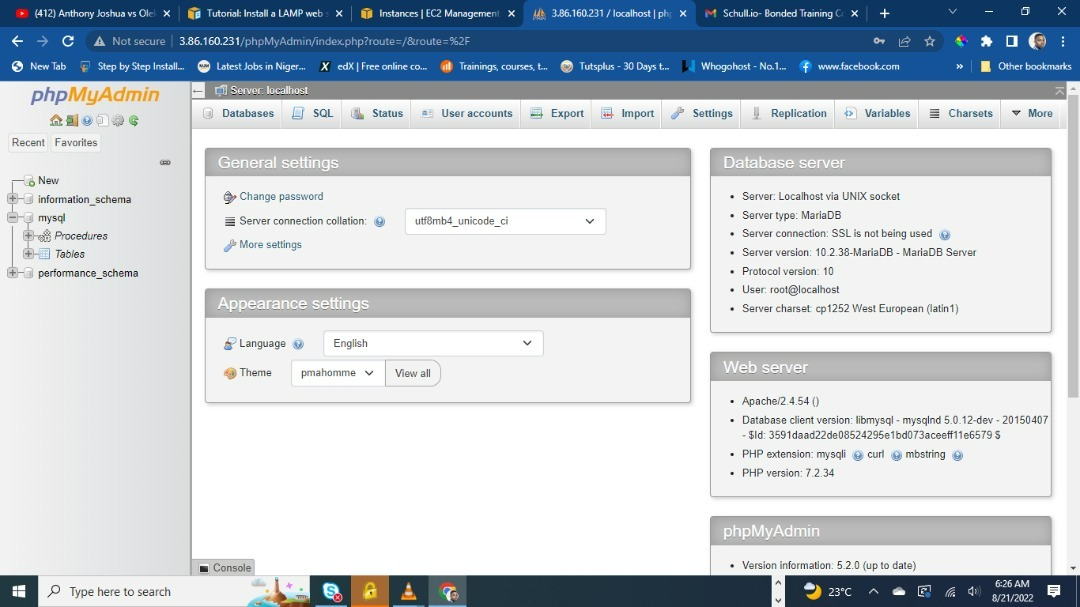 (412) Anthony Joshua vs Ole
Tutorial: Install a LAMP web s
Instances | EC2 Management
3.86.160.231 / localhost | ph
Schull.io- Bonded Training C
Not secure | 3.86.160.231/phpMyAdmin/index.php?route=/&route=%2F
New Tab
Step by Step Install...
Latest Jobs in Niger...
edX | Free online co...
Trainings, courses, t...
Tutsplus - 30 Days t...
Whogohost - No.1...
www.facebook.com
»
Other bookmarks
phpMyAdmin
Recent
Favorites
New
information_schema
mysql
Procedures
Tables
performance_schema
Server: localhost
Databases
SQL
Status
User accounts
Export
Import
Settings
Replication
Variables
Charsets
More
General settings
Change password
Server connection collation:
utf8mb4_unicode_ci
More settings
Appearance settings
Language
English
Theme
pmahomme
View all
Database server
• Server: Localhost via UNIX socket
• Server type: MariaDB
• Server connection: SSL is not being used
• Server version: 10.2.38-MariaDB - MariaDB Server
• Protocol version: 10
• User: root@localhost
• Server charset: cp1252 West European (latin1)
Web server
• Apache/2.4.54 ()
• Database client version: libmysql - mysqlnd 5.0.12-dev - 20150407
- $Id: 3591daad22de08524295e1bd073aceeff11e6579 $
• PHP extension: mysqli curl mbstring
• PHP version: 7.2.34
phpMyAdmin
• Version information: 5.2.0 (up to date)
Console
Type here to search
23°C
6:26 AM
8/21/2022